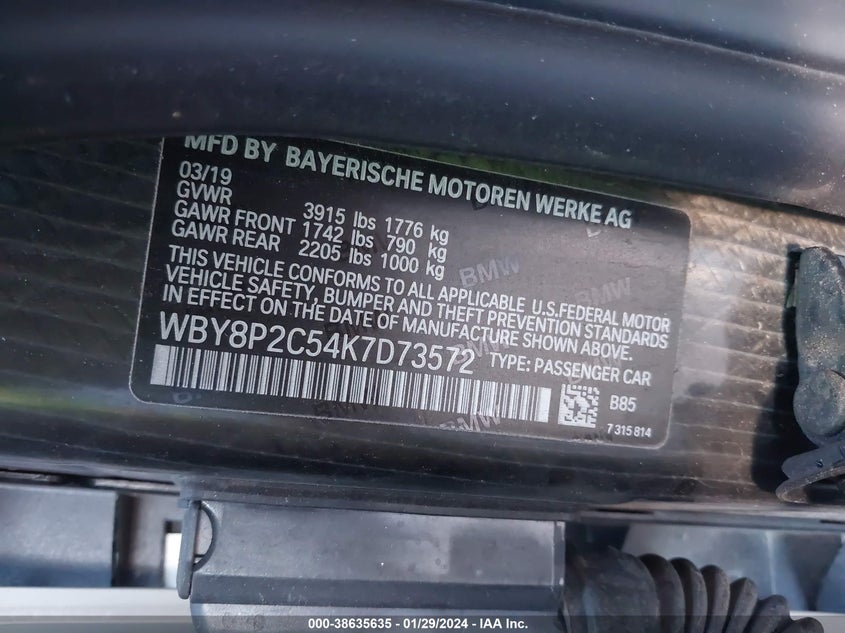 MFD BY BAYERISCHE MOTOREN WERKE AG
03/19
GVWR 3915 lbs 1776 kg
GAWR FRONT 1742 lbs 790 kg
GAWR REAR 2205 lbs 1000 kg
THIS VEHICLE CONFORMS TO ALL APPLICABLE U.S.FEDERAL MOTOR
VEHICLE SAFETY, BUMPER AND THEFT PREVENTION STANDARDS
IN EFFECT ON THE DATE OF MANUFACTURE SHOWN ABOVE.
WBY8P2C54K7D73572 TYPE: PASSENGER CAR
B85
7 315 814
000-38635635 - 01/29/2024 - IAA Inc.